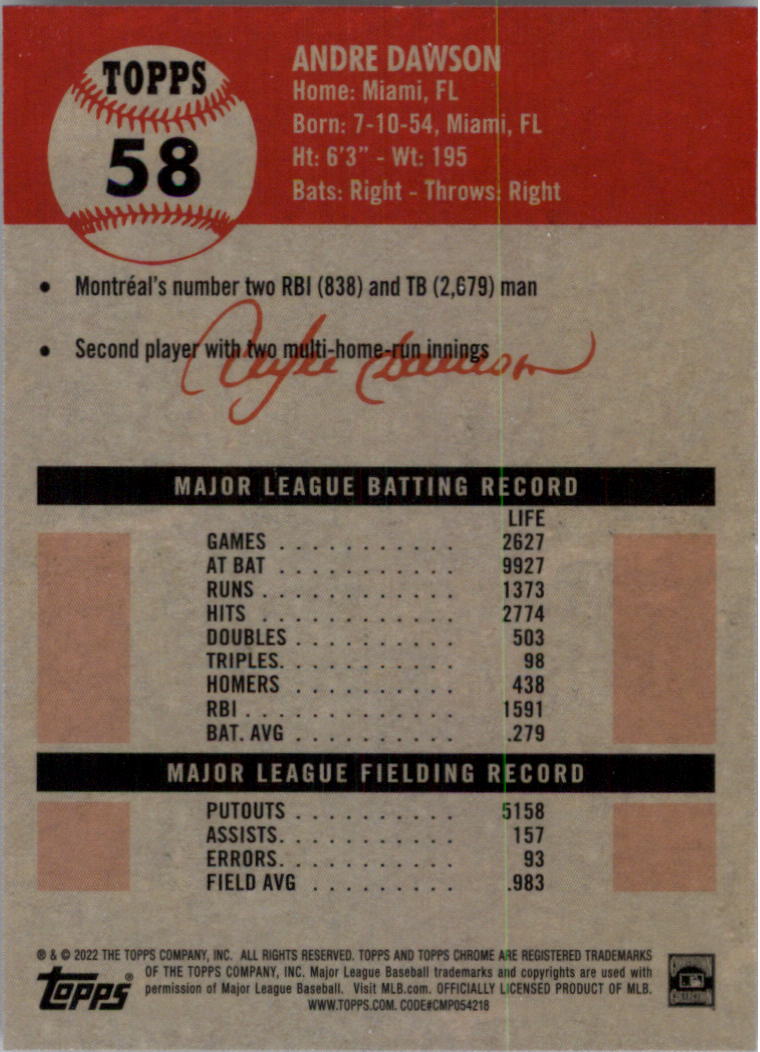 TOPPS
58
ANDRE DAWSON
Home: Miami, FL
Born: 7-10-54, Miami, FL
Ht: 6'3" - Wt: 195
Bats: Right - Throws: Right
• Montréal's number two RBI (838) and TB (2,679) man
• Second player with two multi-home-run innings
Andre Dawson
MAJOR LEAGUE BATTING RECORD
LIFE
GAMES . . . . . . . . . . . 2627
AT BAT . . . . . . . . . . . 9927
RUNS . . . . . . . . . . . . 1373
HITS . . . . . . . . . . . 2774
DOUBLES . . . . . . . . . . 503
TRIPLES. . . . . . . . . . . 98
HOMERS . . . . . . . . . . 438
RBI . . . . . . . . . . . . . 1591
BAT. AVG . . . . . . . . . . .279
MAJOR LEAGUE FIELDING RECORD
PUTOUTS . . . . . . . . . . 5158
ASSISTS. . . . . . . . . . . 157
ERRORS. . . . . . . . . . . 93
FIELD AVG . . . . . . . . . .983
® & © 2022 THE TOPPS COMPANY, INC. ALL RIGHTS RESERVED. TOPPS AND TOPPS CHROME ARE REGISTERED TRADEMARKS
OF THE TOPPS COMPANY, INC. Major League Baseball trademarks and copyrights are used with
permission of Major League Baseball. Visit MLB.com. OFFICIALLY LICENSED PRODUCT OF MLB.
WWW.TOPPS.COM. CODE#CMP054218
Topps®